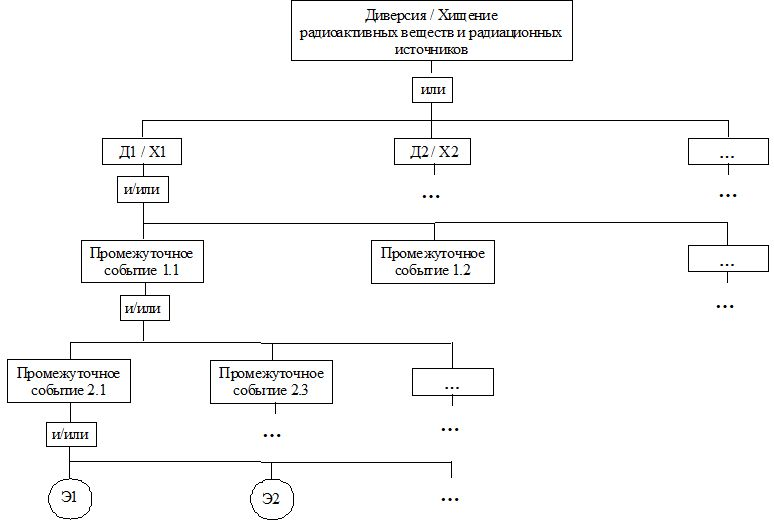 Диверсия / Хищение
радиоактивных веществ и радиационных
источников
или
Д1 / Х1
Д2 / Х2
...
и/или
...
...
Промежуточное
событие 1.1
Промежуточное
событие 1.2
...
и/или
...
Промежуточное
событие 2.1
Промежуточное
событие 2.3
...
и/или
...
...
Э1
Э2
...